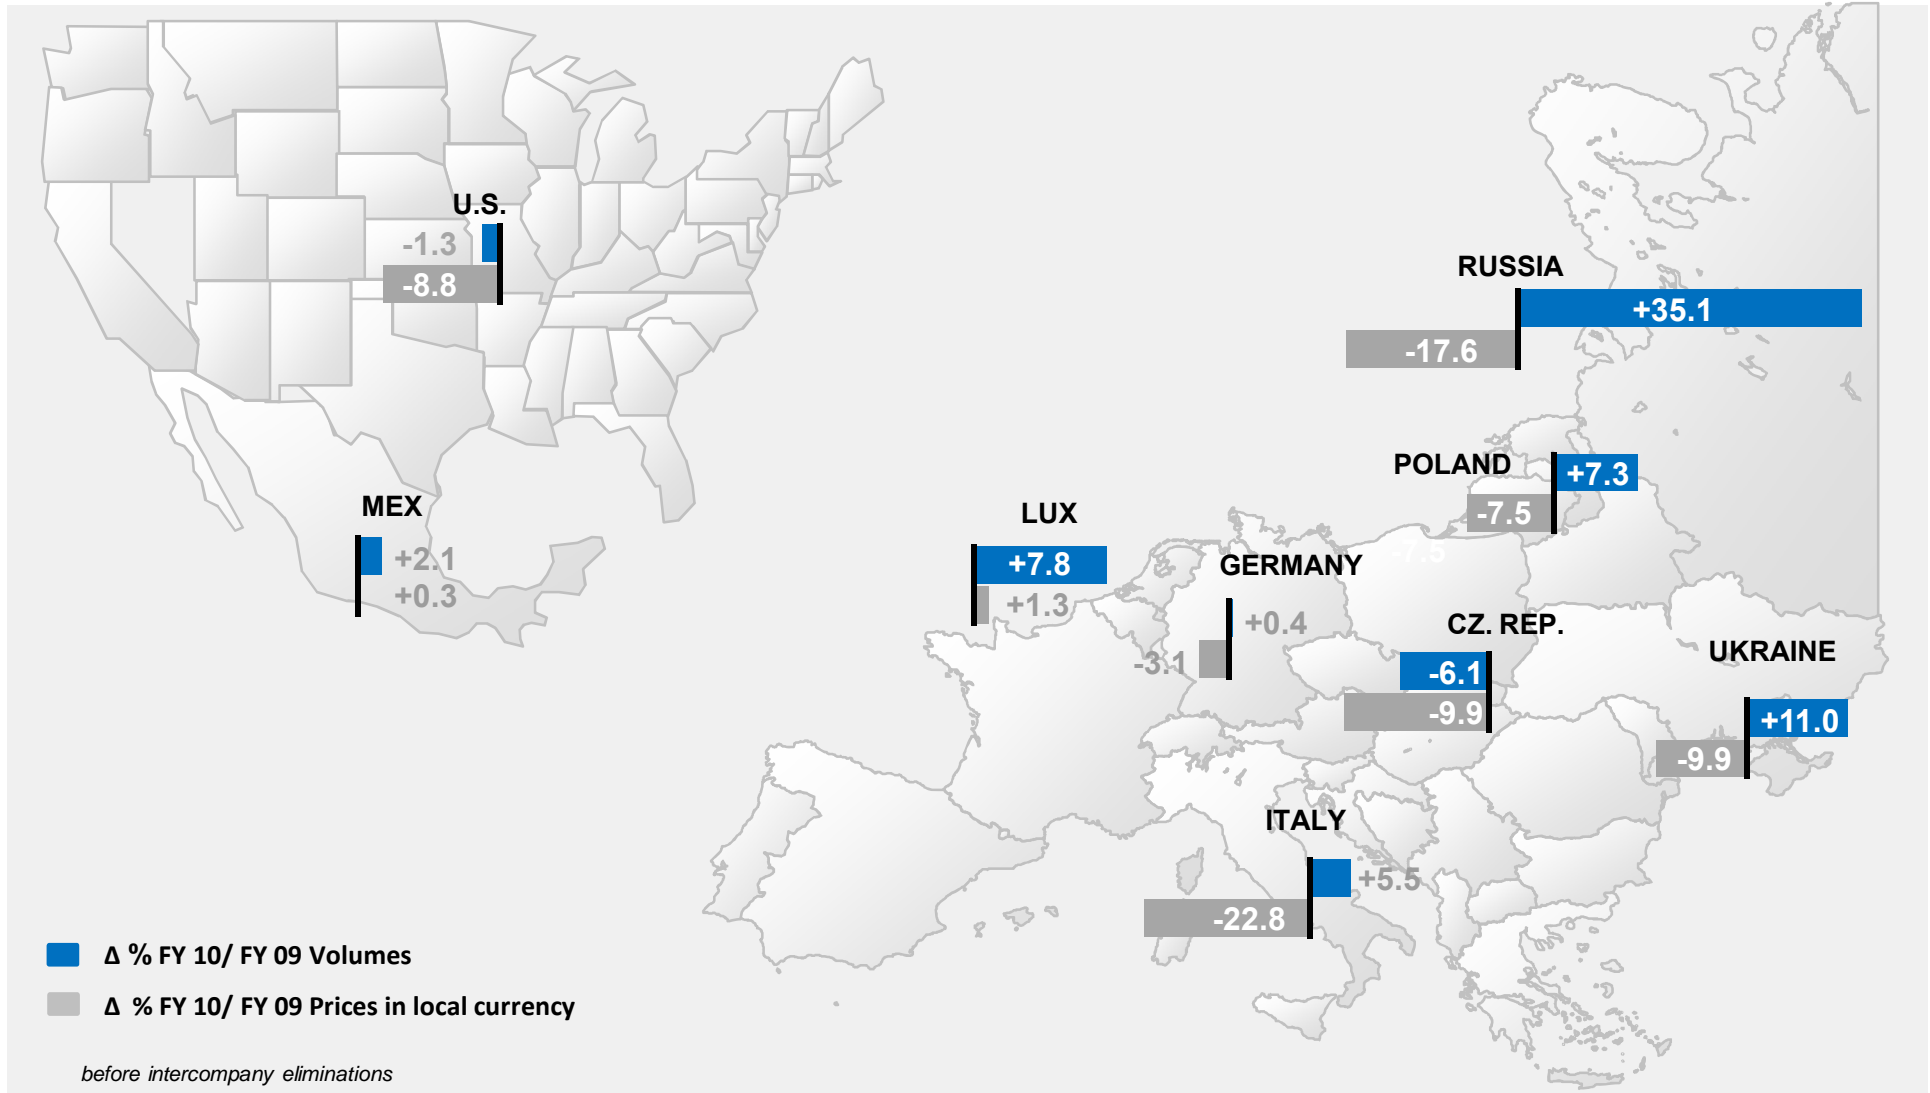 U.S.
-1.3
-8.8
RUSSIA
+35.1
-17.6
POLAND
+7.3
-7.5
MEX
+2.1
+0.3
LUX
+7.8
+1.3
-7.5
GERMANY
+0.4
-3.1
CZ. REP.
-6.1
-9.9
UKRAINE
+11.0
-9.9
ITALY
+5.5
-22.8
Δ % FY 10/ FY 09 Volumes
Δ % FY 10/ FY 09 Prices in local currency
before intercompany eliminations